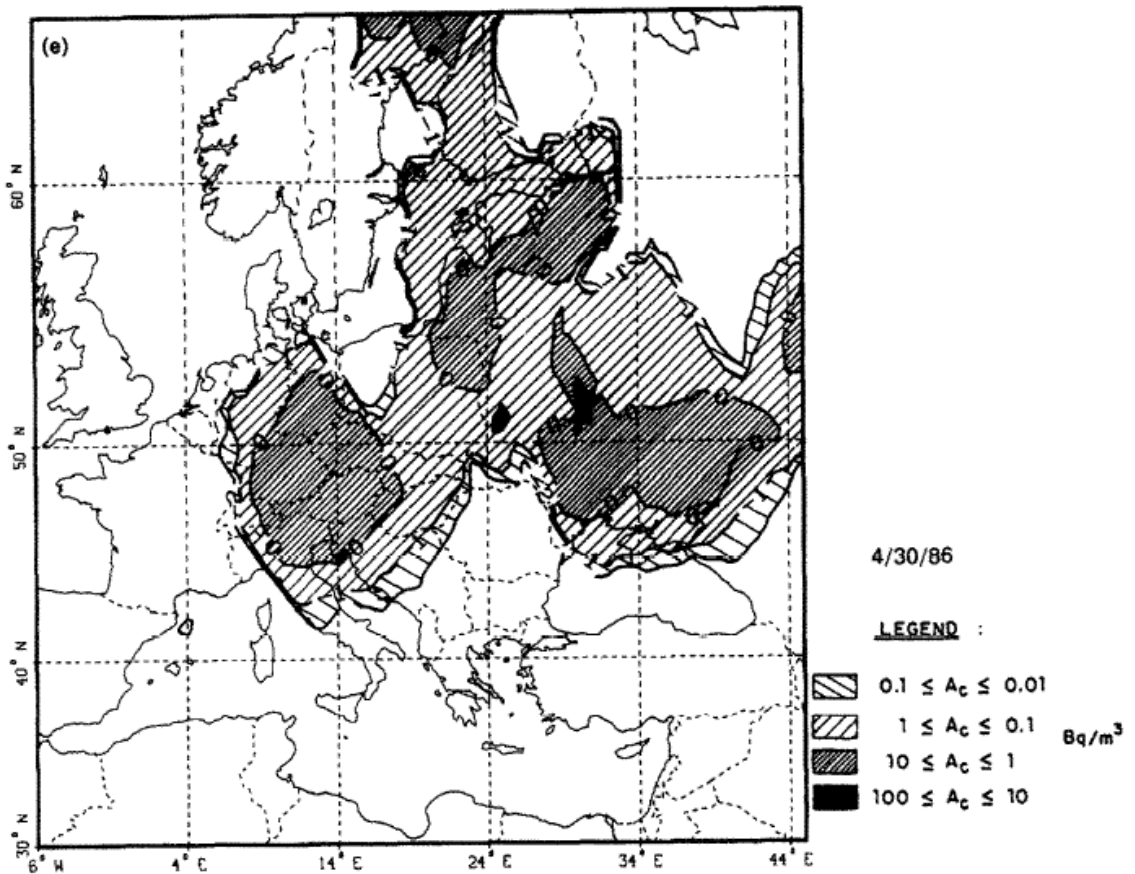 (e)
60° N
50° N
40° N
30° N
6° W
4° E
14° E
24° E
34° E
44° E
4/30/86
LEGEND :
0.1 ≤ Ac ≤ 0.01
1 ≤ Ac ≤ 0.1
Bq/m³
10 ≤ Ac ≤ 1
100 ≤ Ac ≤ 10